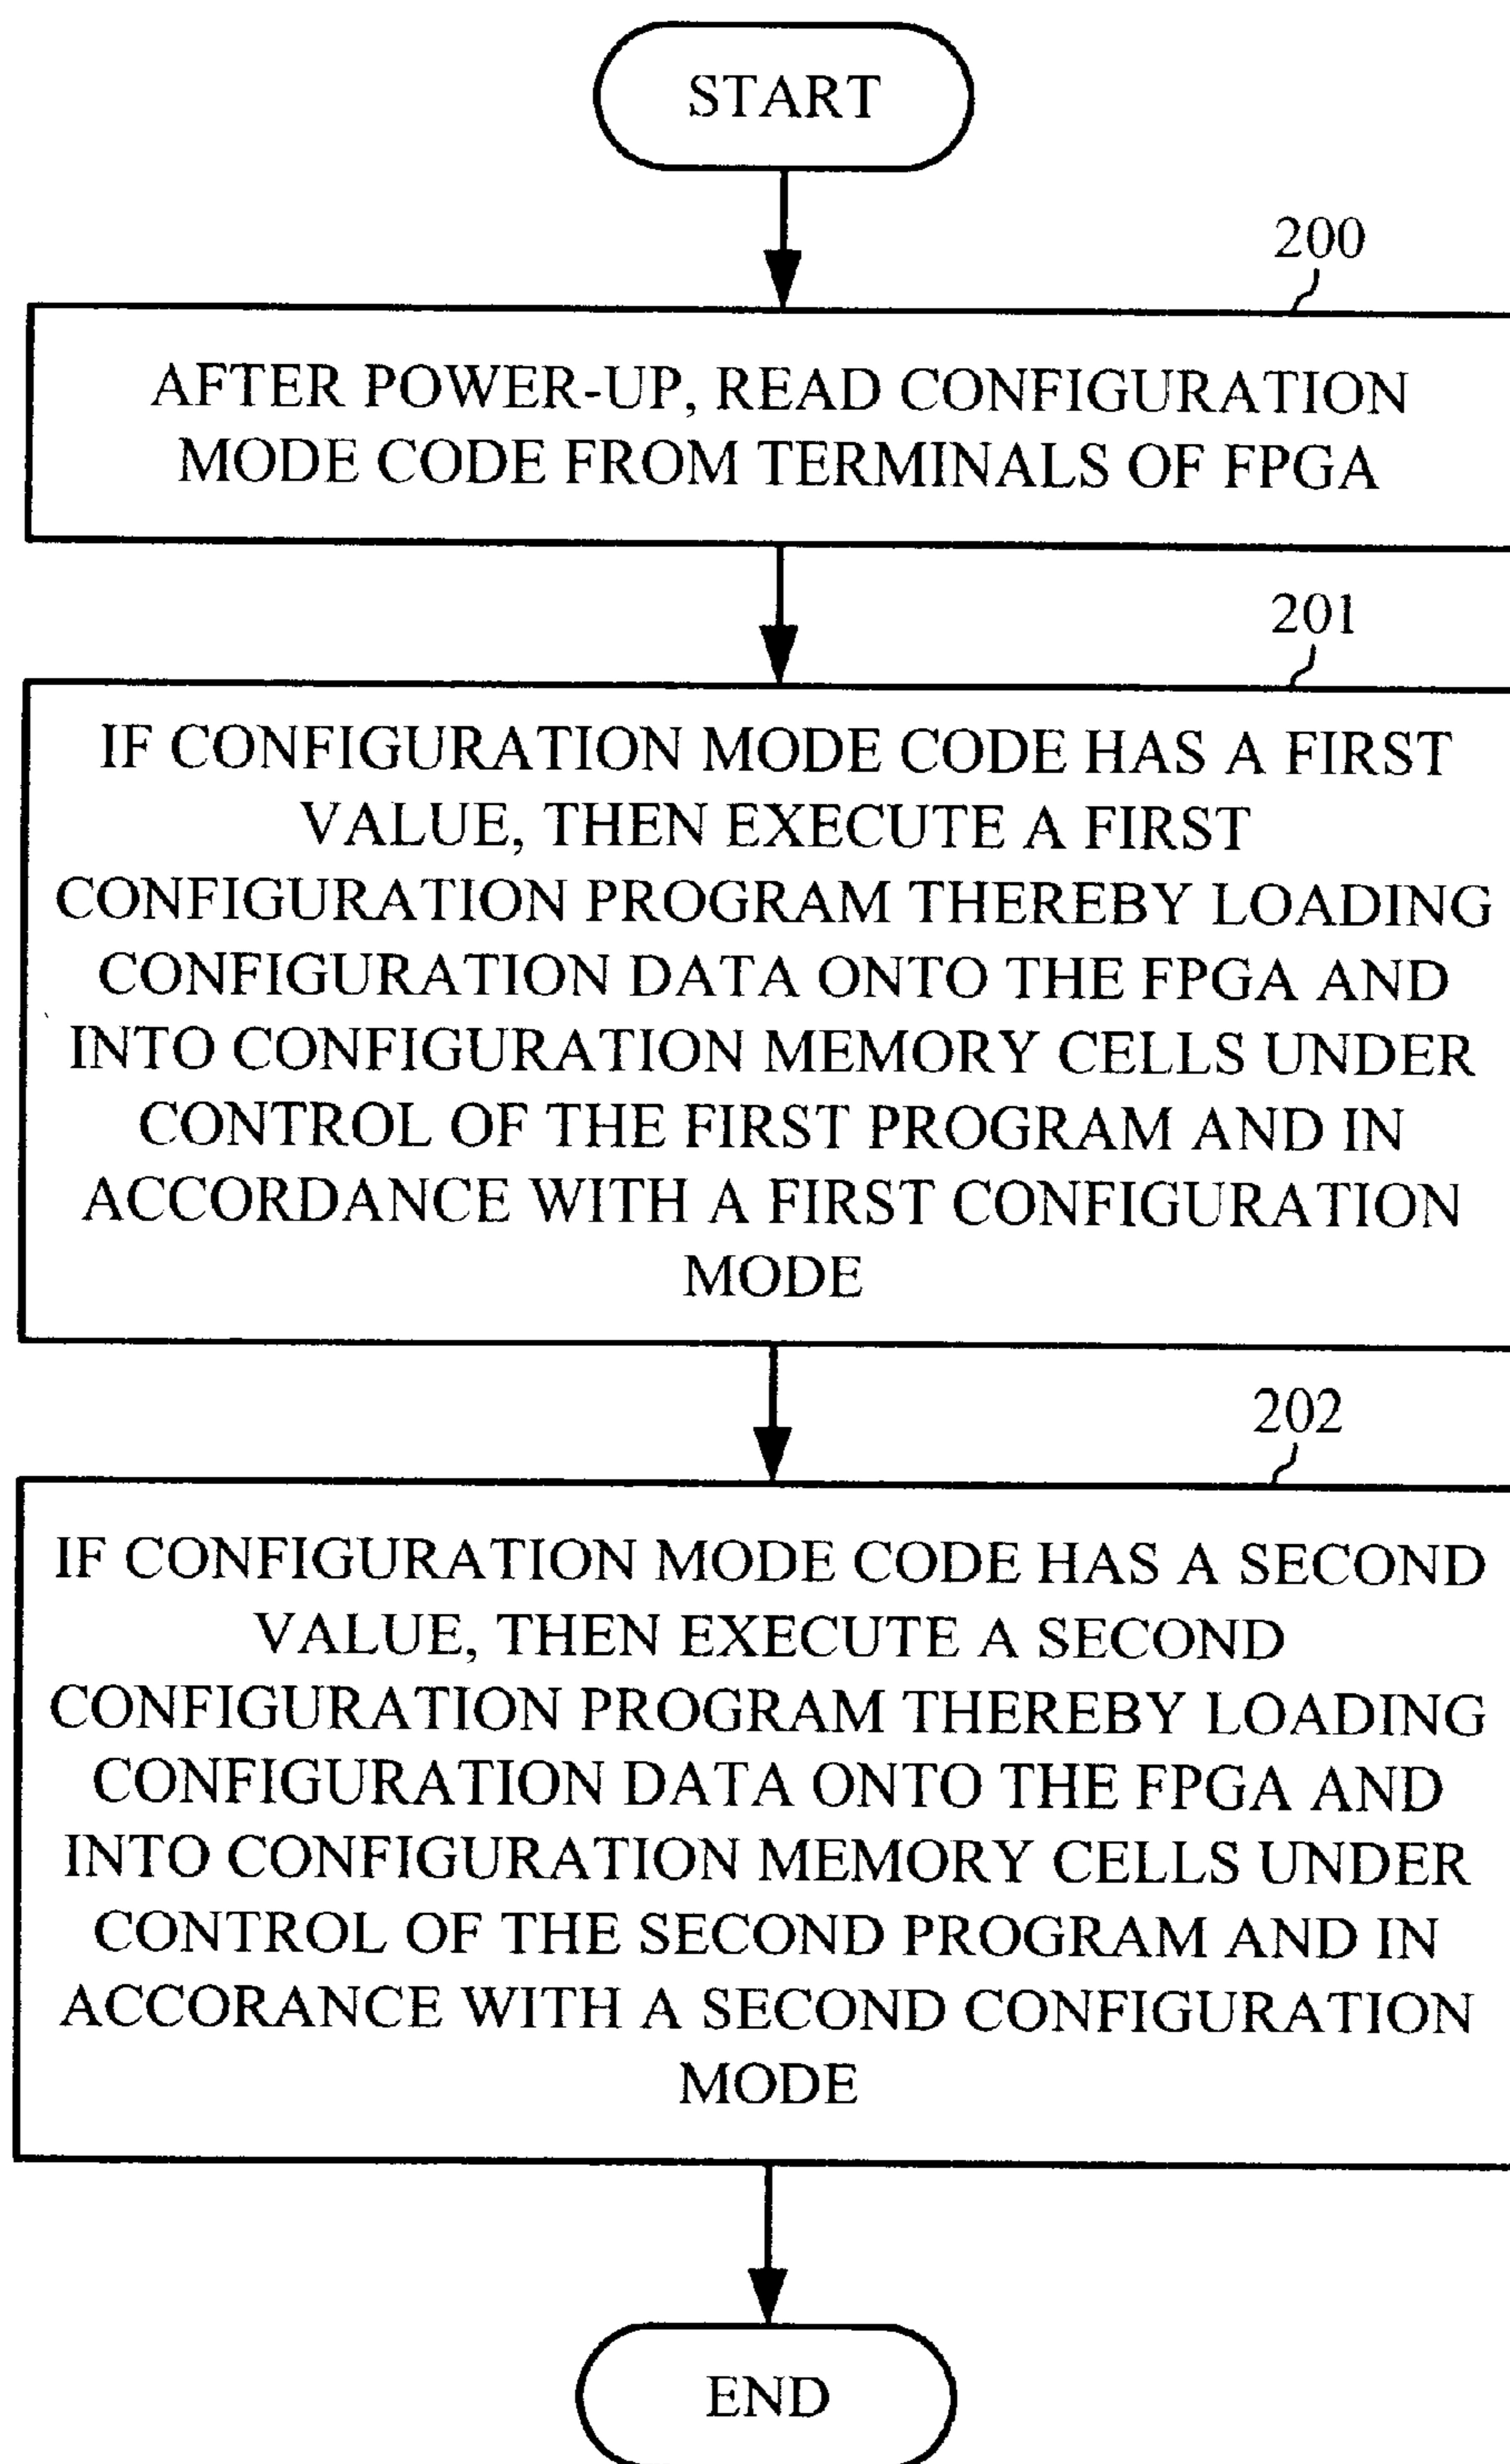 START
200
AFTER POWER-UP, READ CONFIGURATION
MODE CODE FROM TERMINALS OF FPGA
201
IF CONFIGURATION MODE CODE HAS A FIRST
VALUE, THEN EXECUTE A FIRST
CONFIGURATION PROGRAM THEREBY LOADING
CONFIGURATION DATA ONTO THE FPGA AND
INTO CONFIGURATION MEMORY CELLS UNDER
CONTROL OF THE FIRST PROGRAM AND IN
ACCORDANCE WITH A FIRST CONFIGURATION
MODE
202
IF CONFIGURATION MODE CODE HAS A SECOND
VALUE, THEN EXECUTE A SECOND
CONFIGURATION PROGRAM THEREBY LOADING
CONFIGURATION DATA ONTO THE FPGA AND
INTO CONFIGURATION MEMORY CELLS UNDER
CONTROL OF THE SECOND PROGRAM AND IN
ACCORANCE WITH A SECOND CONFIGURATION
MODE
END